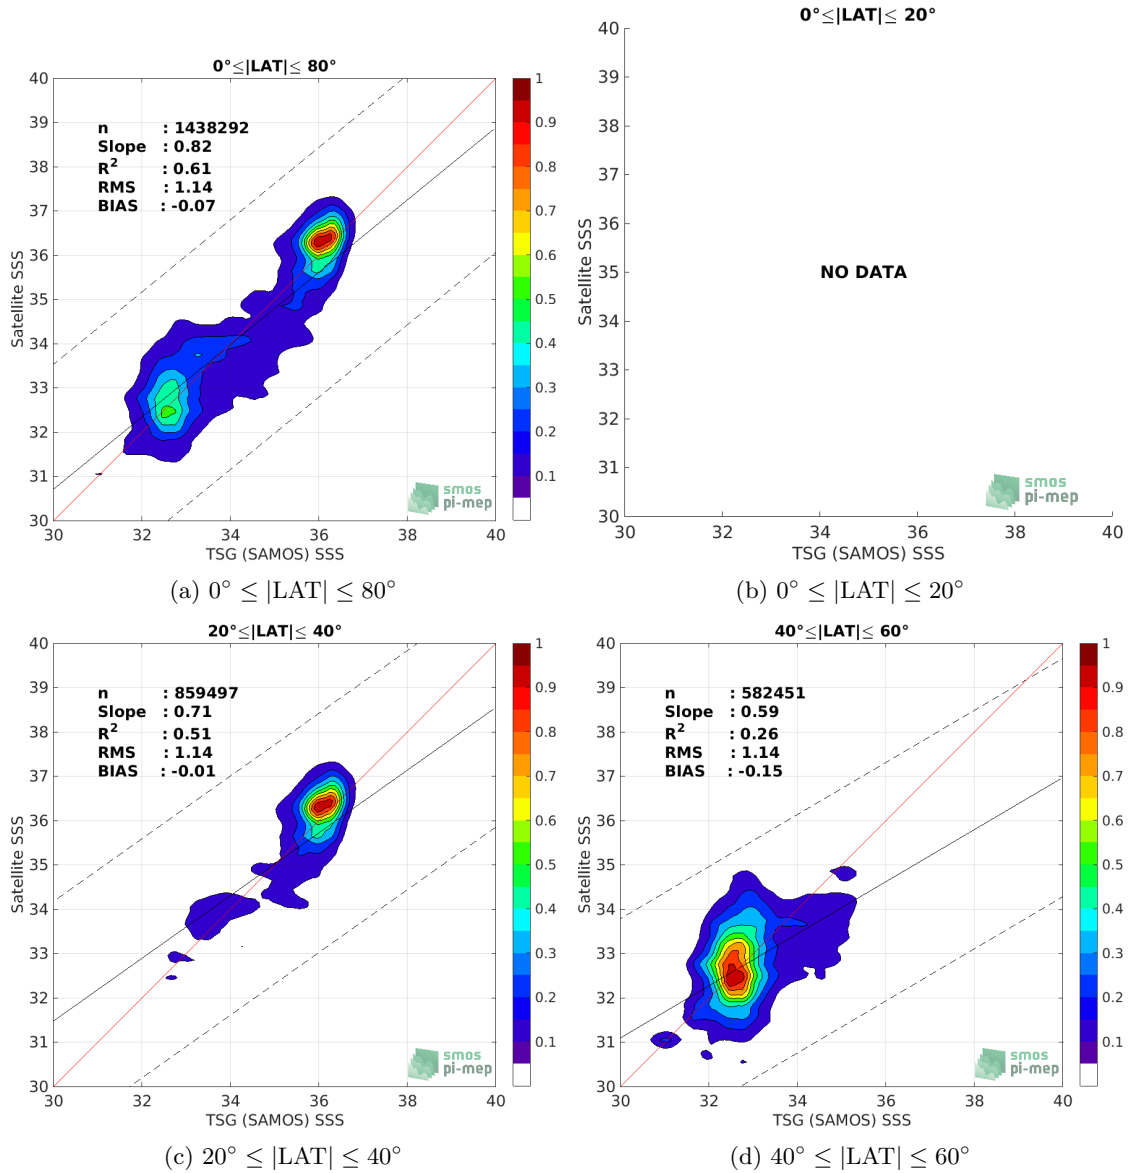 0°≤|LAT|≤ 80°
n : 1438292
Slope : 0.82
R² : 0.61
RMS : 1.14
BIAS : -0.07
Satellite SSS
40
39
38
37
36
35
34
33
32
31
30
30 32 34 36 38 40
TSG (SAMOS) SSS
1
0.9
0.8
0.7
0.6
0.5
0.4
0.3
0.2
0.1
smos
pi-mep
(a) 0° ≤ |LAT| ≤ 80°
0°≤|LAT|≤ 20°
NO DATA
Satellite SSS
40
39
38
37
36
35
34
33
32
31
30
30 32 34 36 38 40
TSG (SAMOS) SSS
smos
pi-mep
(b) 0° ≤ |LAT| ≤ 20°
20°≤|LAT|≤ 40°
n : 859497
Slope : 0.71
R² : 0.51
RMS : 1.14
BIAS : -0.01
Satellite SSS
40
39
38
37
36
35
34
33
32
31
30
30 32 34 36 38 40
TSG (SAMOS) SSS
1
0.9
0.8
0.7
0.6
0.5
0.4
0.3
0.2
0.1
smos
pi-mep
(c) 20° ≤ |LAT| ≤ 40°
40°≤|LAT|≤ 60°
n : 582451
Slope : 0.59
R² : 0.26
RMS : 1.14
BIAS : -0.15
Satellite SSS
40
39
38
37
36
35
34
33
32
31
30
30 32 34 36 38 40
TSG (SAMOS) SSS
1
0.9
0.8
0.7
0.6
0.5
0.4
0.3
0.2
0.1
smos
pi-mep
(d) 40° ≤ |LAT| ≤ 60°